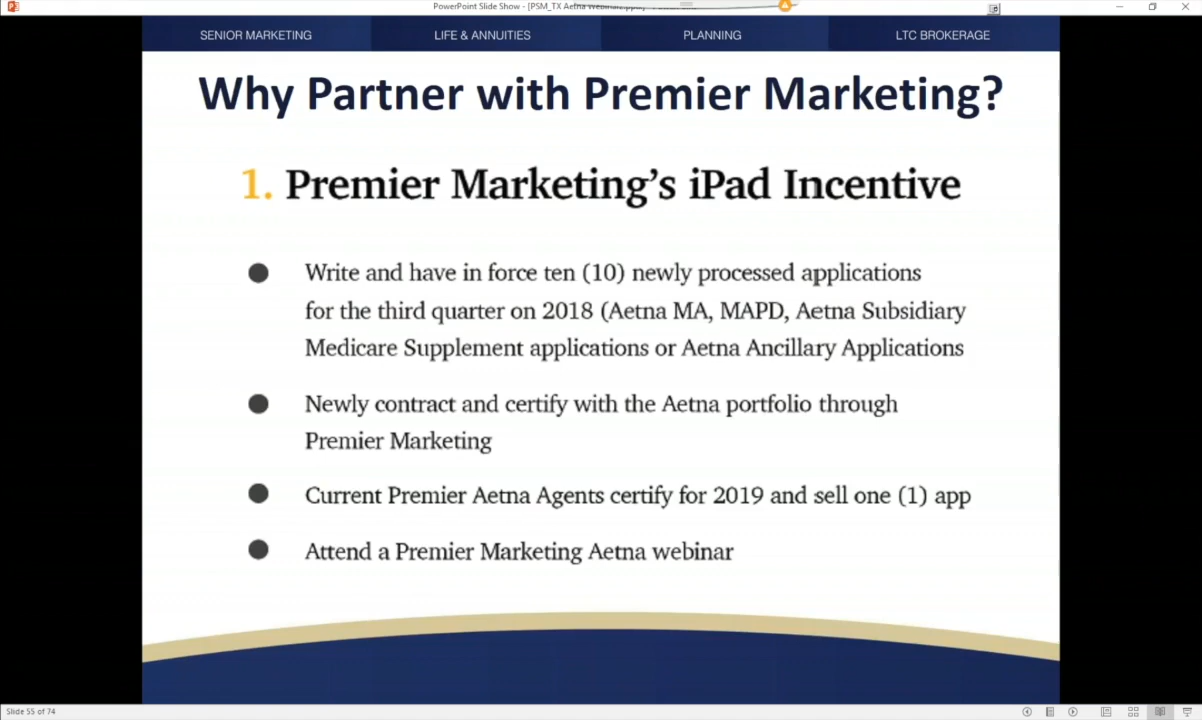 PowerPoint Slide Show - [PSM_TX Aetna
SENIOR MARKETING
LIFE & ANNUITIES
PLANNING
LTC BROKERAGE
Why Partner with Premier Marketing?
1. Premier Marketing's iPad Incentive
Write and have in force ten (10) newly processed applications
for the third quarter on 2018 (Aetna MA, MAPD, Aetna Subsidiary
Medicare Supplement applications or Aetna Ancillary Applications
Newly contract and certify with the Aetna portfolio through
Premier Marketing
Current Premier Aetna Agents certify for 2019 and sell one (1) app
Attend a Premier Marketing Aetna webinar
Slide 55 of 74